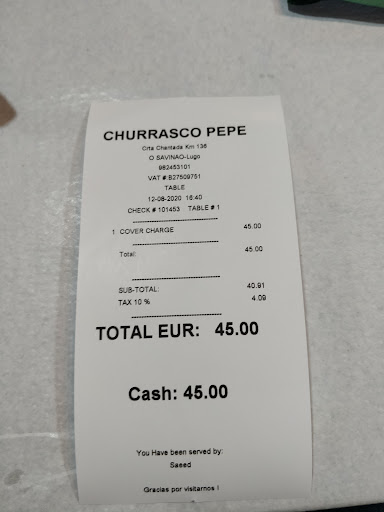 CHURRASCO PEPE
Crta Chantada Km 136
O SAVINAO-Lugo
982453101
VAT #:B27509751
TABLE
12-08-2020 16:40
CHECK # 101453 TABLE # 1
1 COVER CHARGE 45.00
Total: 45.00
SUB-TOTAL: 40.91
TAX 10 % 4.09
TOTAL EUR: 45.00
Cash: 45.00
You Have been served by:
Saeed
Gracias por visitarnos !